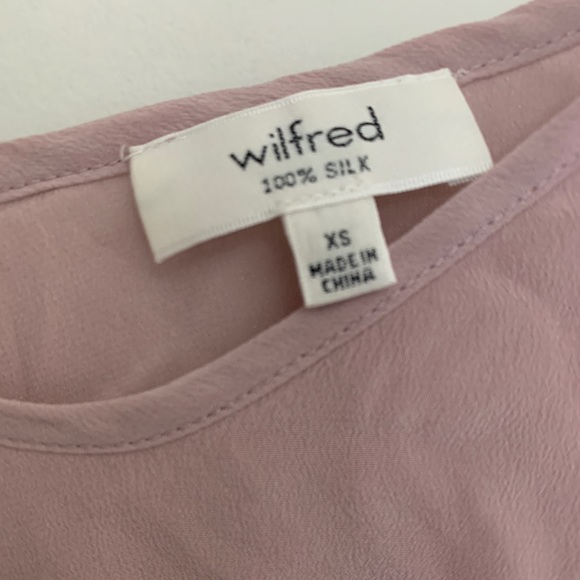 wilfred
100% SILK
XS
MADE IN
CHINA